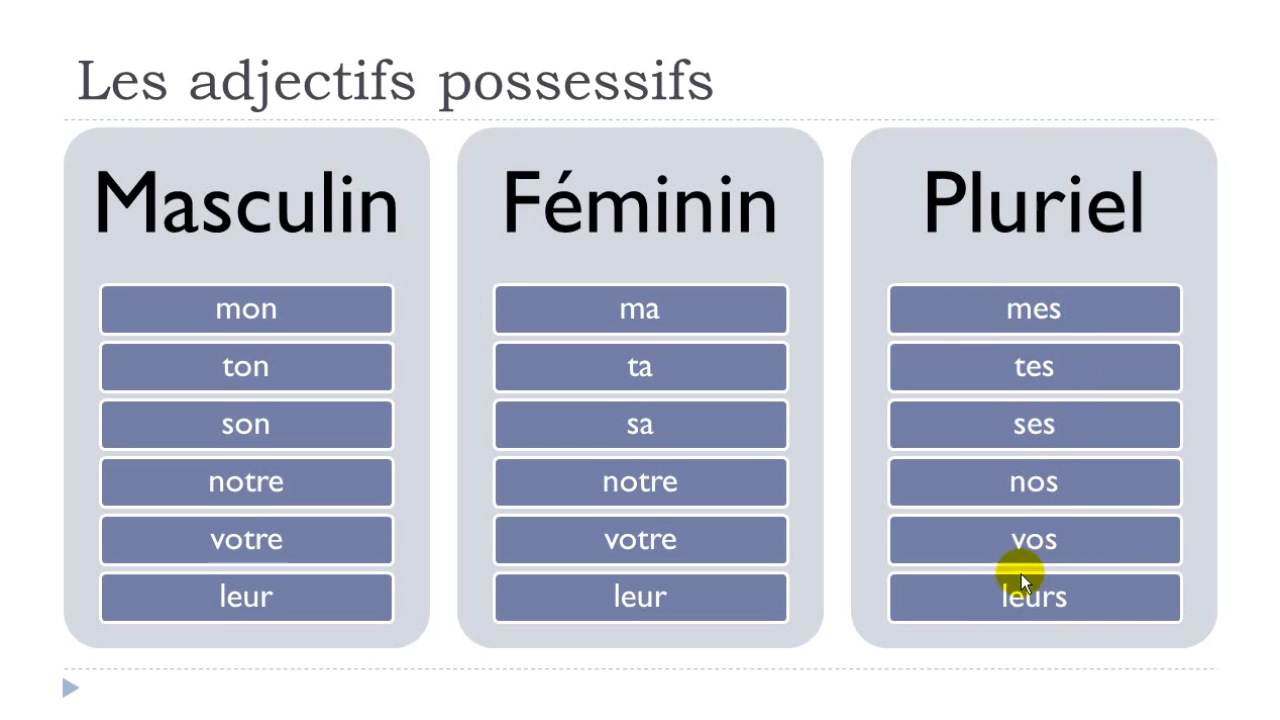 Les adjectifs possessifs
Masculin
mon
ton
son
notre
votre
leur
Féminin
ma
ta
sa
notre
votre
leur
Pluriel
mes
tes
ses
nos
vos
leurs